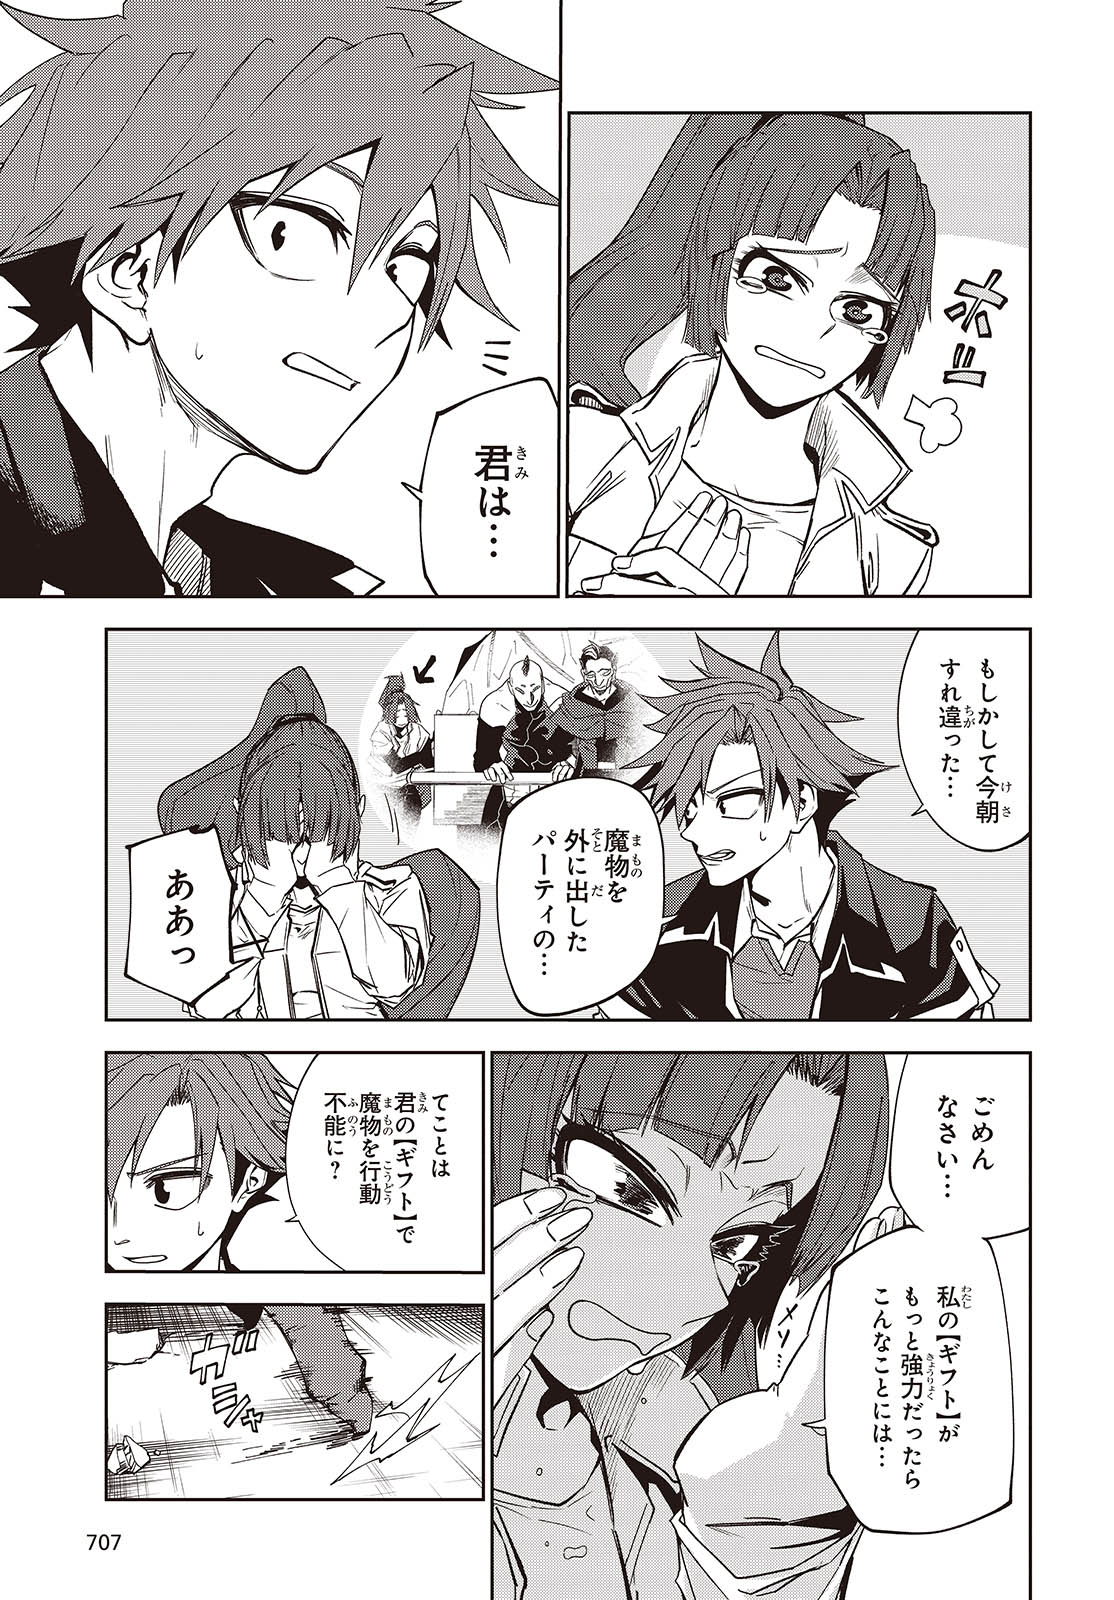 ホッ
君は…
もしかして今朝
すれ違った…
魔物を
外に出した
パーティの…
ああっ
ごめん
なさい…
私の【ギフト】が
もっと強力だったら
こんなことには…
メソ…
てことは
君の【ギフト】で
魔物を行動
不能に?
ガシャ
707